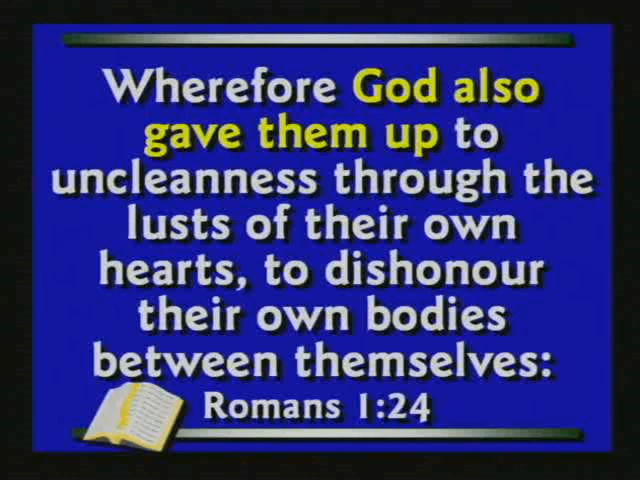 Wherefore God also
gave them up to
uncleanness through the
lusts of their own
hearts, to dishonour
their own bodies
between themselves:
Romans 1:24